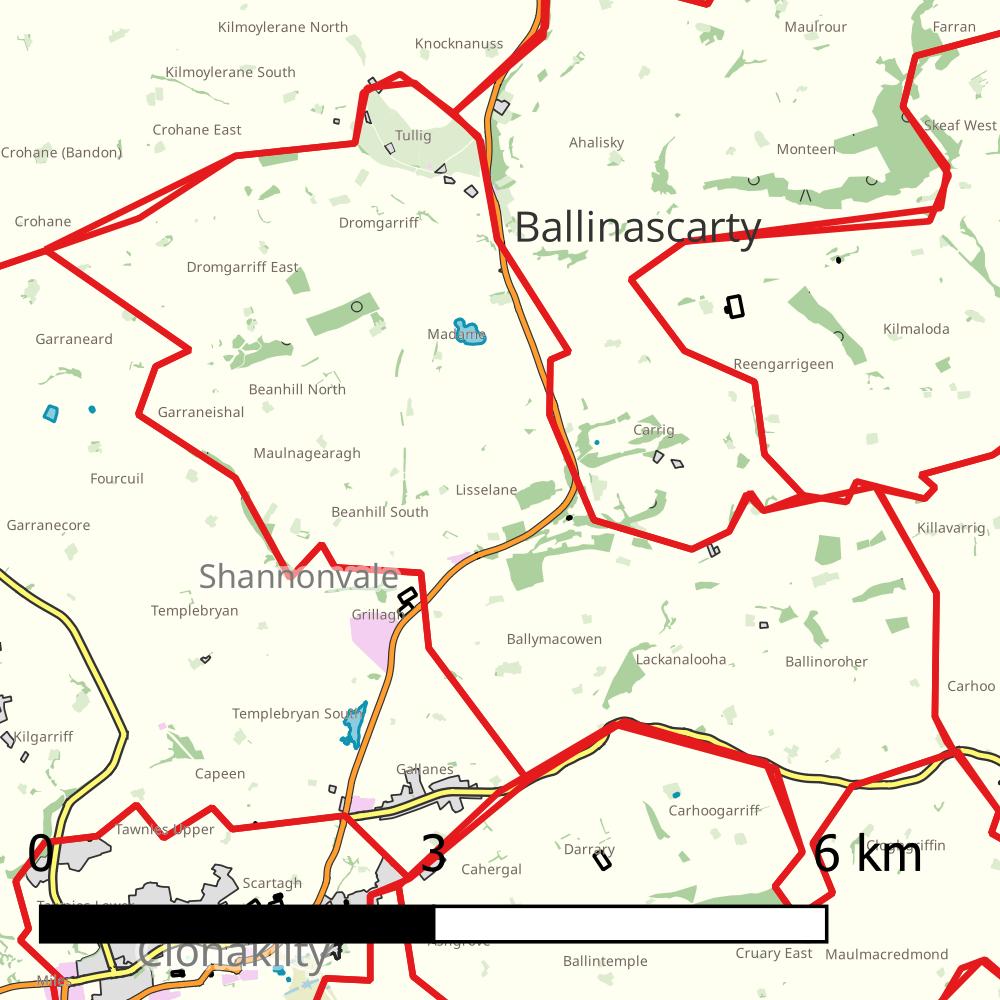 Kilmoylerane North
Maulrour
Farran
Knocknanuss
Kilmoylerane South
Skeaf West
Crohane East
Tullig
Ahalisky
Monteen
Crohane (Bandon)
Crohane
Dromgarriff
Ballinascarty
Dromgarriff East
Garraneard
Madame
Kilmaloda
Reengarrigeen
Beanhill North
Garraneishal
Carrig
Maulnagearagh
Fourcuil
Lisselane
Beanhill South
Garranecore
Killavarrig
Shannonvale
Templebryan
Grillagh
Ballymacowen
Lackanalooha
Ballinoroher
Carhoo
Templebryan South
Kilgarriff
Capeen
Gallanes
Carhoogarriff
Tawnies Upper
Darrary
Cloghgriffin
0 3 6 km
Cahergal
Scartagh
Tawnies Lower
Ashgrove
Clonakilty
Cruary East
Maulmacredmond
Ballintemple
Miles